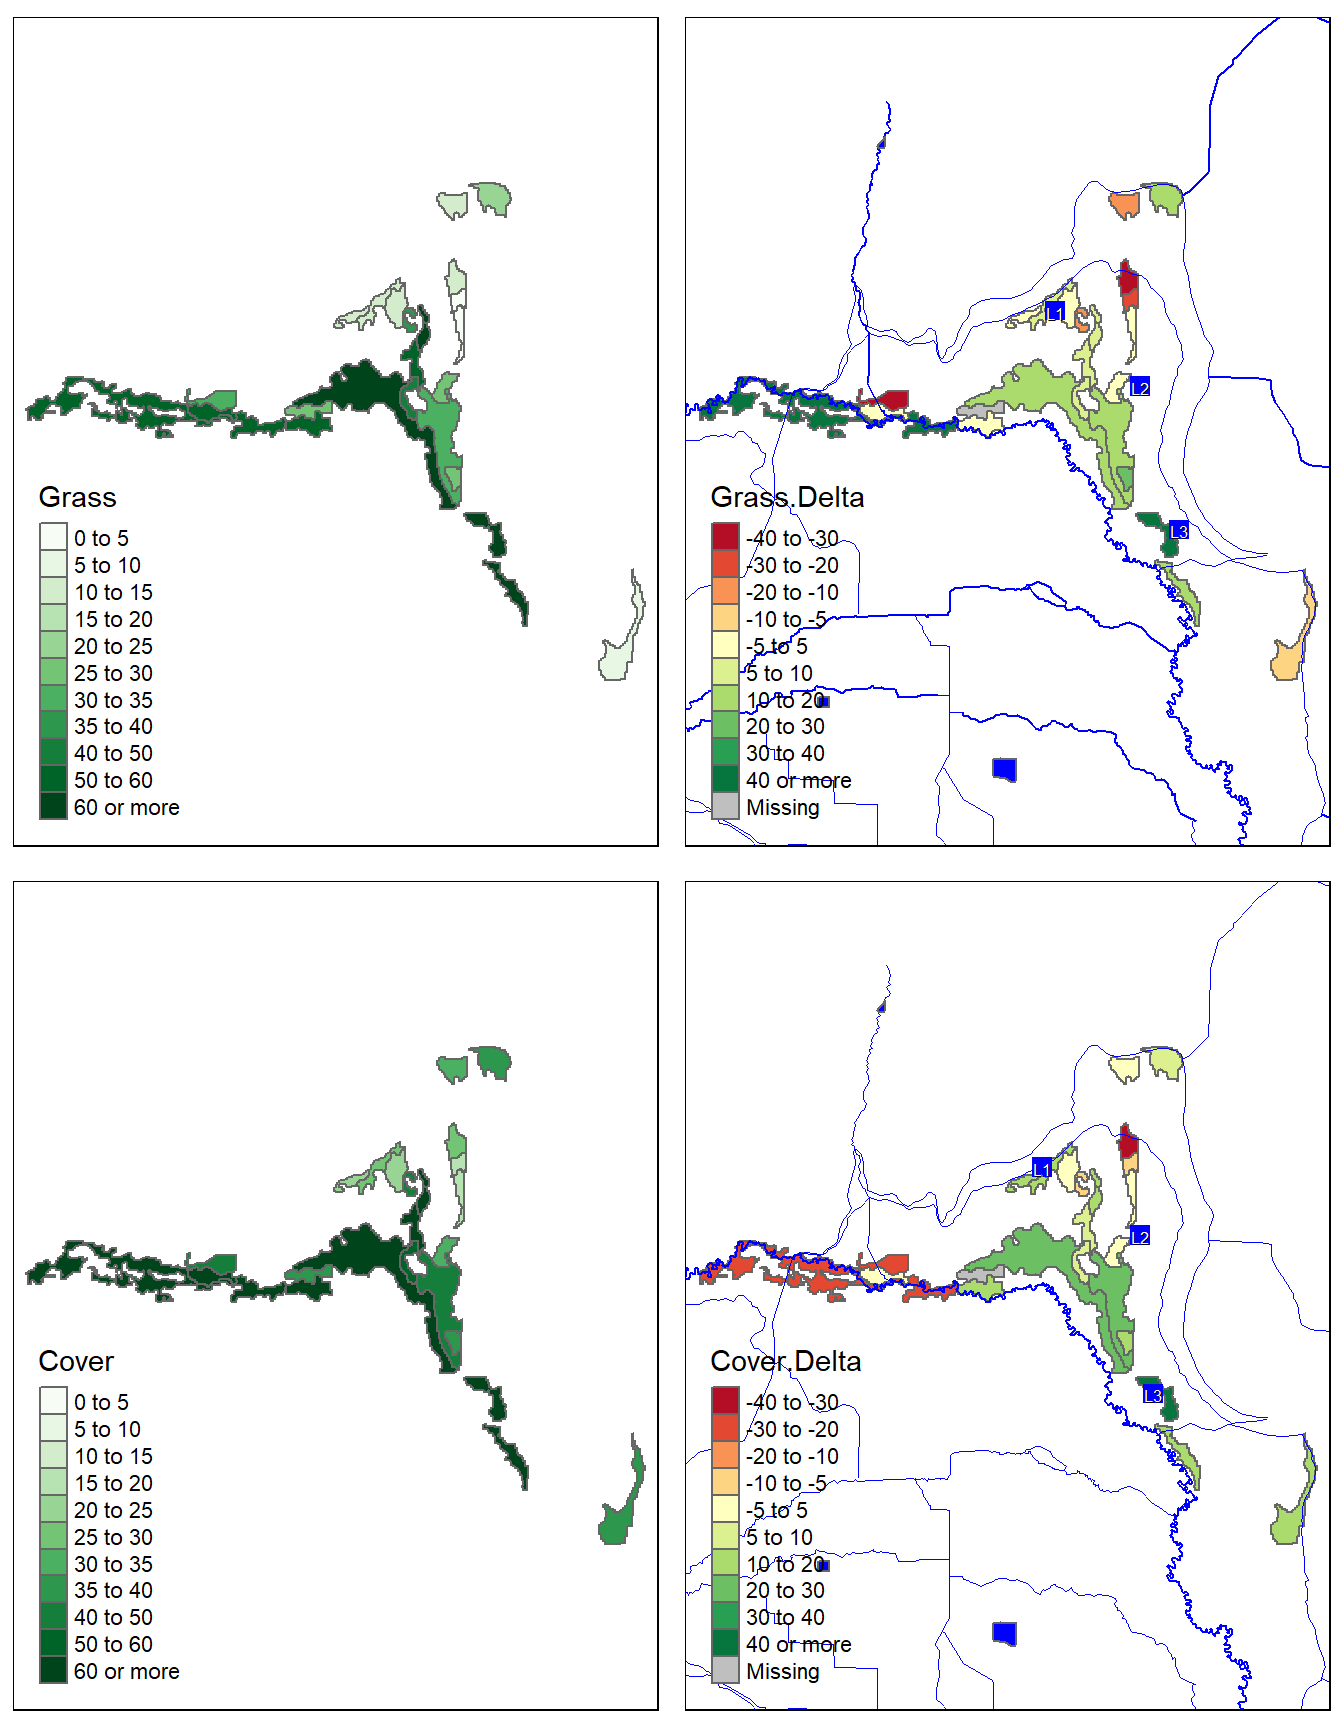 Grass
0 to 5
5 to 10
10 to 15
15 to 20
20 to 25
25 to 30
30 to 35
35 to 40
40 to 50
50 to 60
60 or more
L1
L2
L3
Grass.Delta
-40 to -30
-30 to -20
-20 to -10
-10 to -5
-5 to 5
5 to 10
10 to 20
20 to 30
30 to 40
40 or more
Missing
Cover
0 to 5
5 to 10
10 to 15
15 to 20
20 to 25
25 to 30
30 to 35
35 to 40
40 to 50
50 to 60
60 or more
L1
L2
L3
Cover.Delta
-40 to -30
-30 to -20
-20 to -10
-10 to -5
-5 to 5
5 to 10
10 to 20
20 to 30
30 to 40
40 or more
Missing